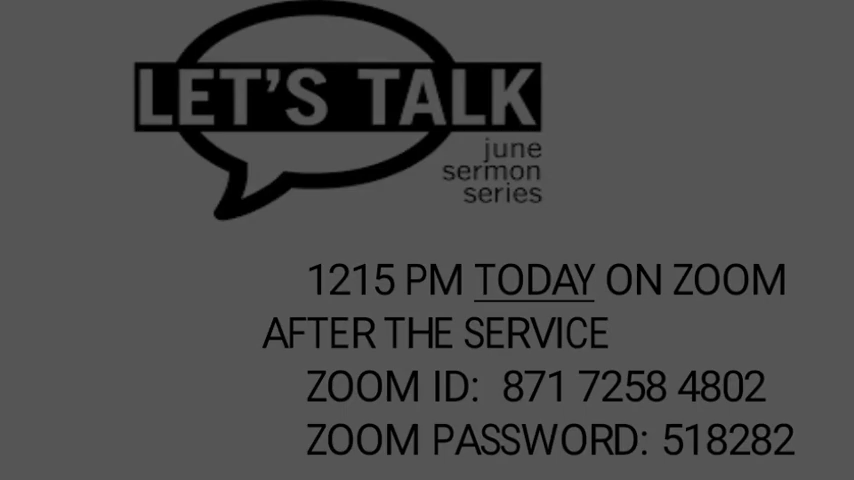 LET'S TALK
june
sermon
series
1215 PM TODAY ON ZOOM
AFTER THE SERVICE
ZOOM ID: 871 7258 4802
ZOOM PASSWORD: 518282